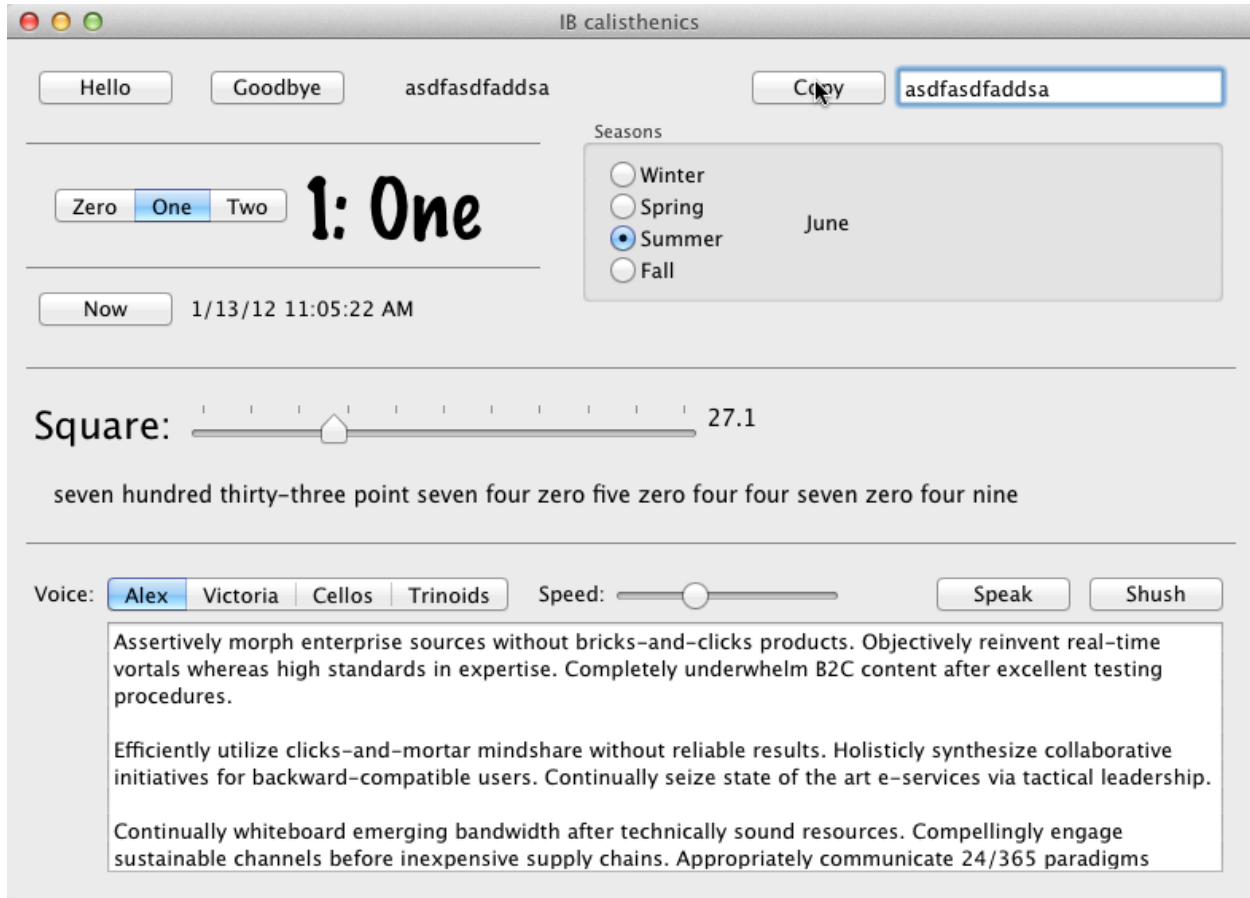 IB calisthenics
Hello Goodbye asdfasdfaddsa Copy asdfasdfaddsa
Seasons
Winter
Spring
Summer
Fall
June
Zero One Two 1: One
Now 1/13/12 11:05:22 AM
Square: 27.1
seven hundred thirty-three point seven four zero five zero four four seven zero four nine
Voice: Alex Victoria Cellos Trinoids Speed: Speak Shush
Assertively morph enterprise sources without bricks-and-clicks products. Objectively reinvent real-time
vortals whereas high standards in expertise. Completely underwhelm B2C content after excellent testing
procedures.
Efficiently utilize clicks-and-mortar mindshare without reliable results. Holisticly synthesize collaborative
initiatives for backward-compatible users. Continually seize state of the art e-services via tactical leadership.
Continually whiteboard emerging bandwidth after technically sound resources. Compellingly engage
sustainable channels before inexpensive supply chains. Appropriately communicate 24/365 paradigms